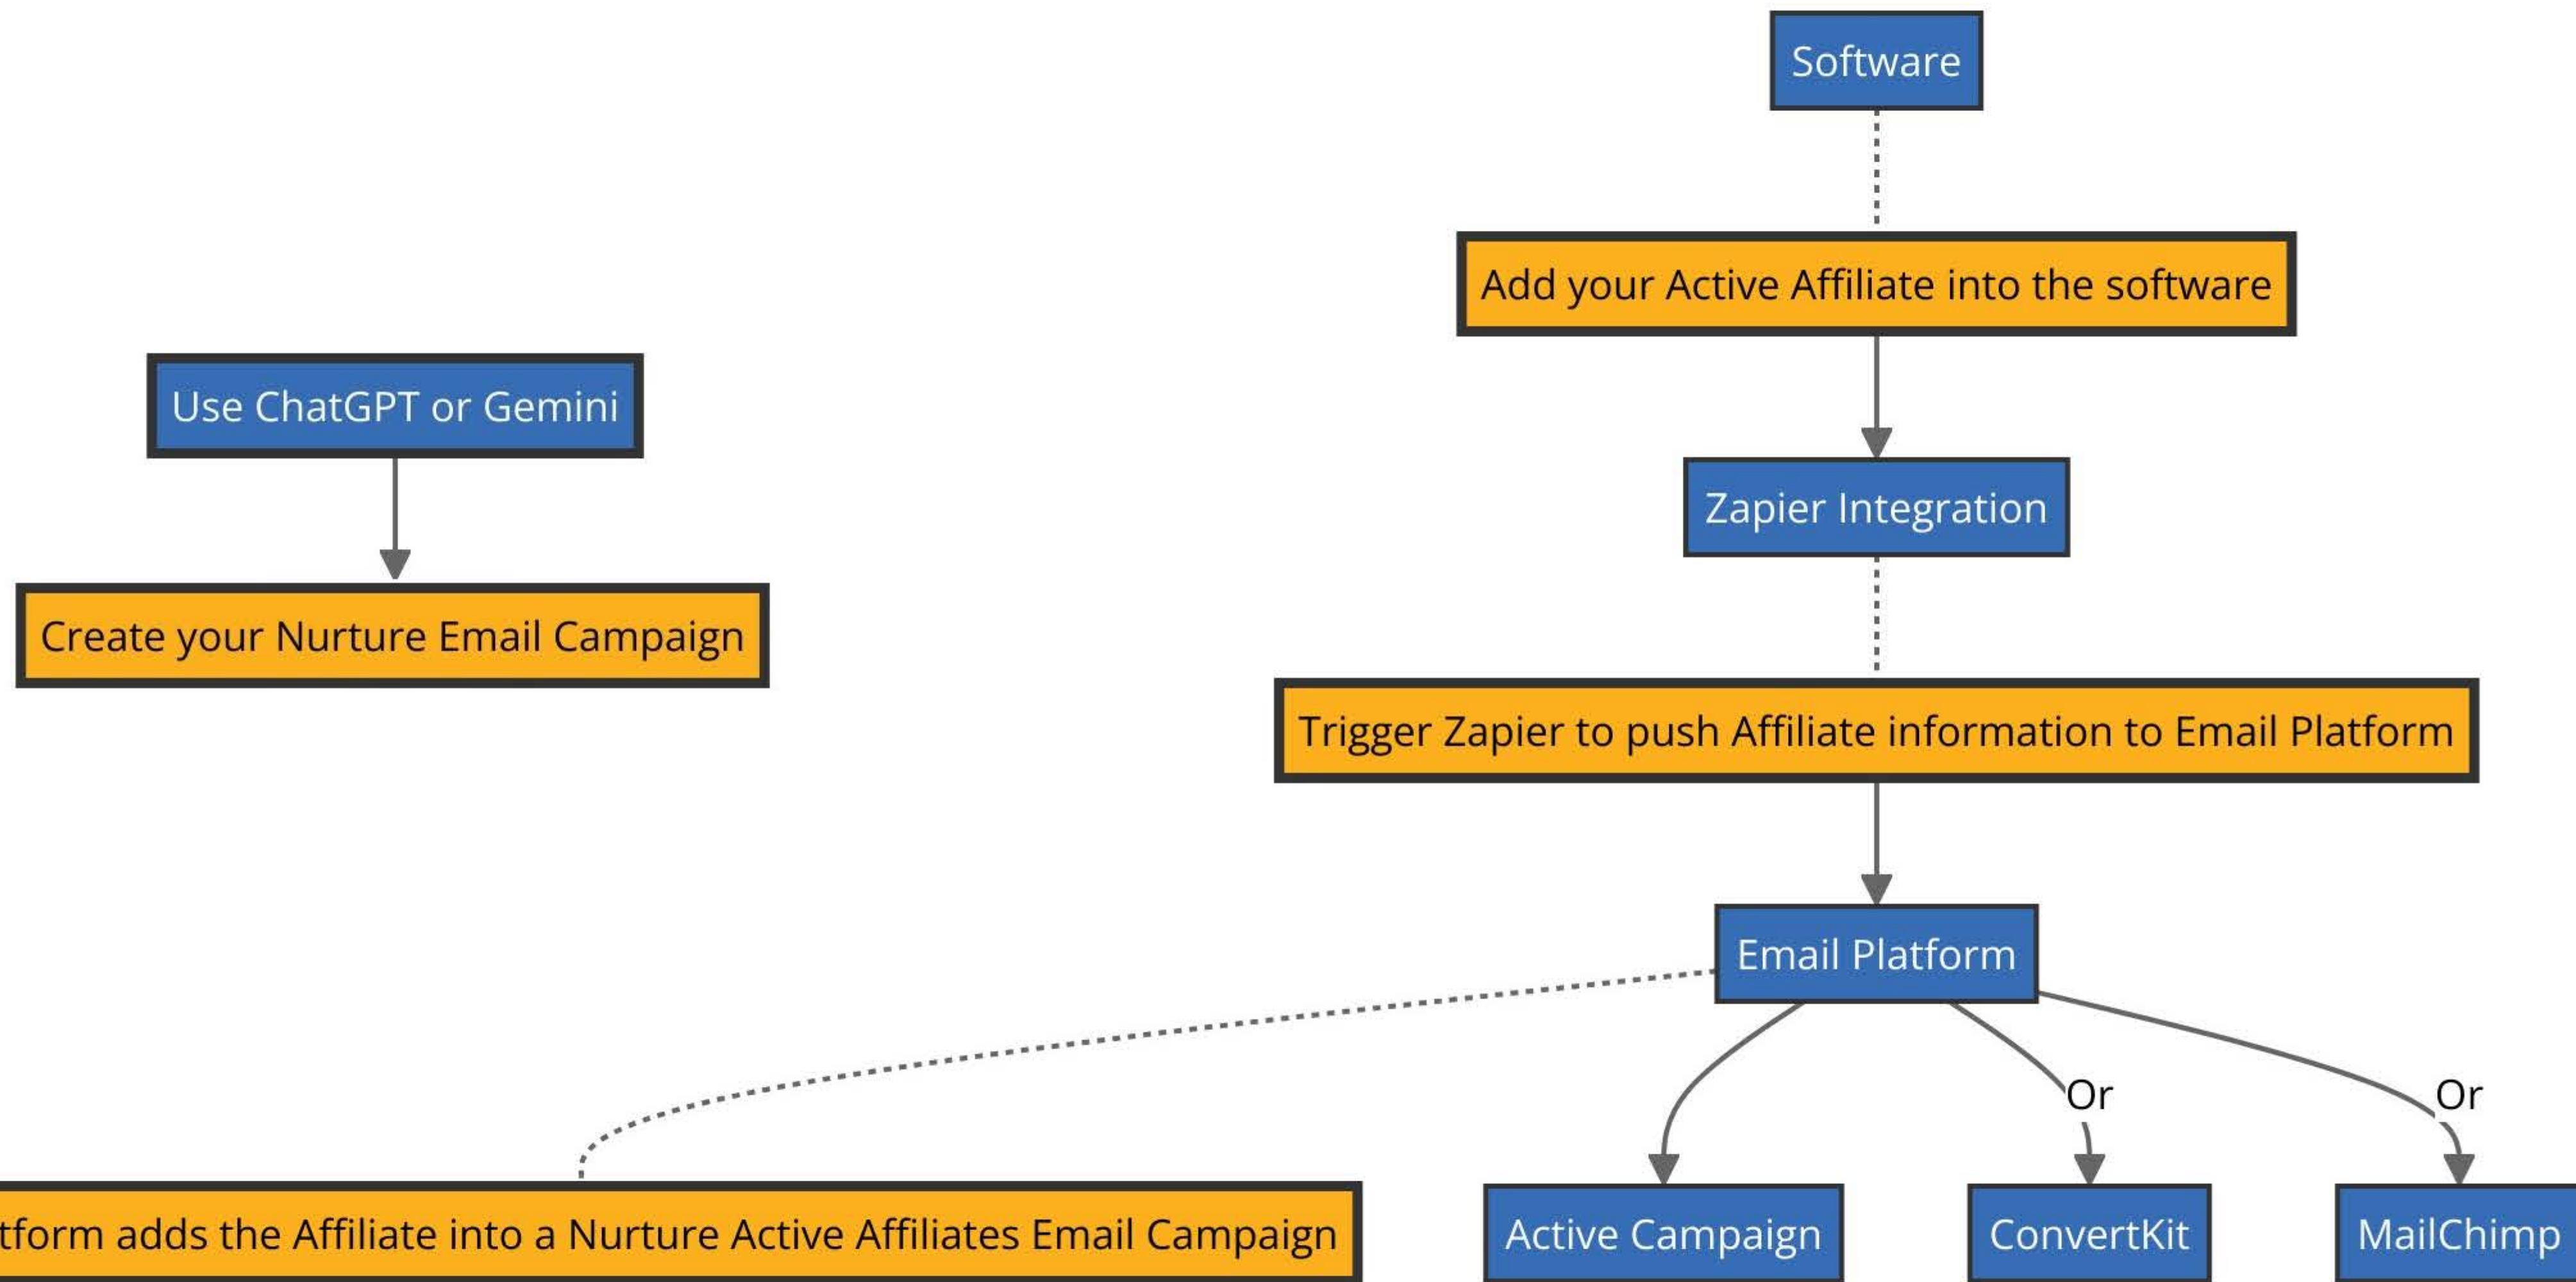 Software
Add your Active Affiliate into the software
Use ChatGPT or Gemini
Zapier Integration
Create your Nurture Email Campaign
Trigger Zapier to push Affiliate information to Email Platform
Email Platform
Or
Or
adds the Affiliate into a Nurture Active Affiliates Email Campaign
Active Campaign
ConvertKit
MailChimp